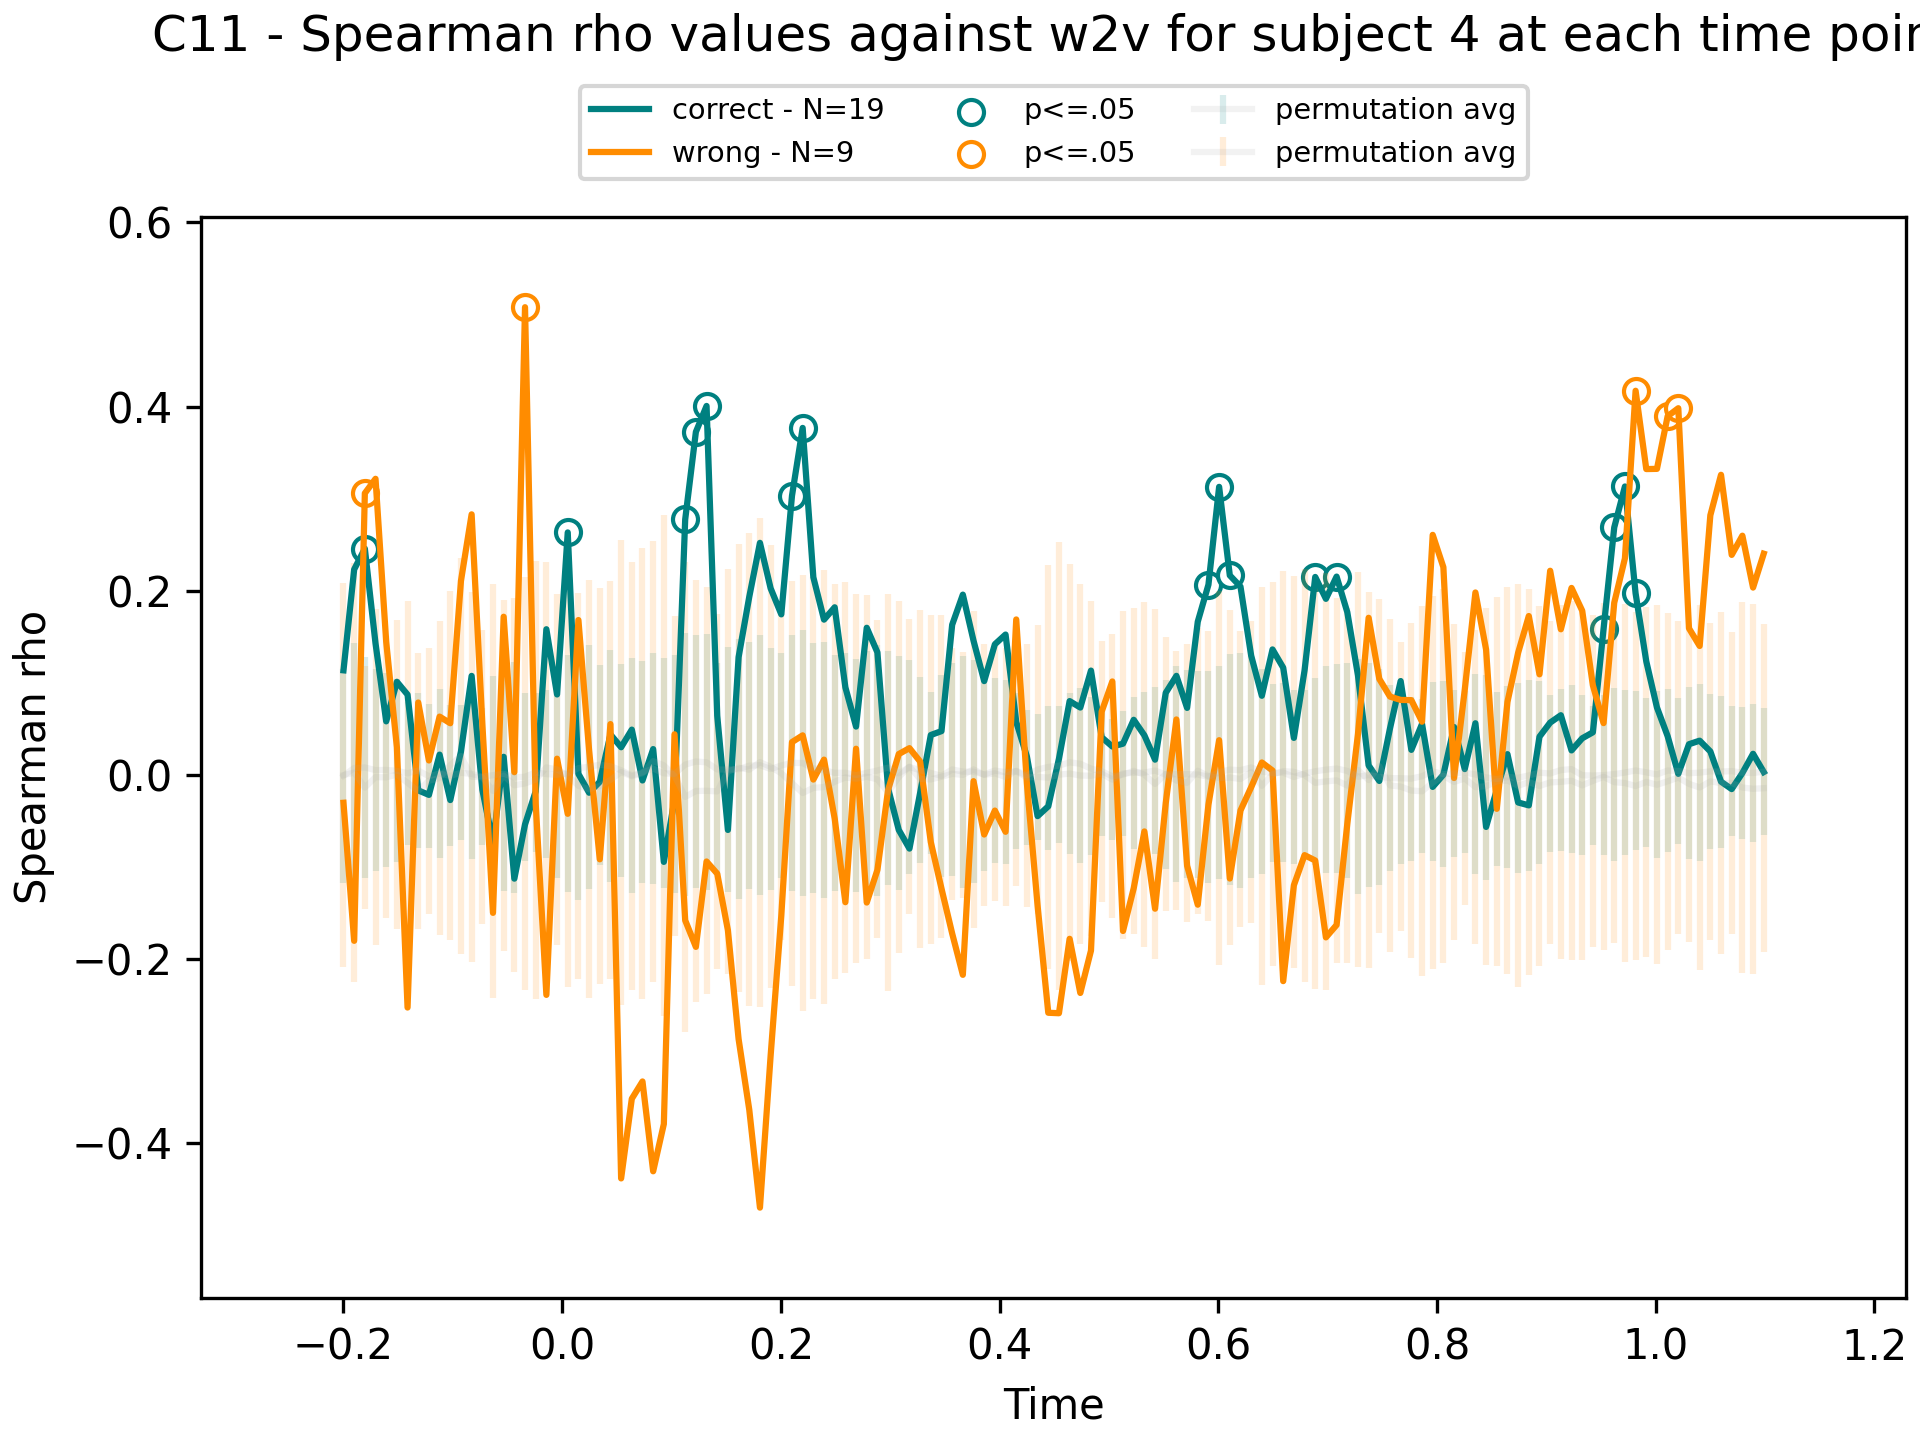 C11 - Spearman rho values against w2v for subject 4 at each time poin
correct - N=19 p<=.05 permutation avg
wrong - N=9 p<=.05 permutation avg
0.6
0.4
0.2
0.0
−0.2
−0.4
Spearman rho
−0.2 0.0 0.2 0.4 0.6 0.8 1.0 1.2
Time